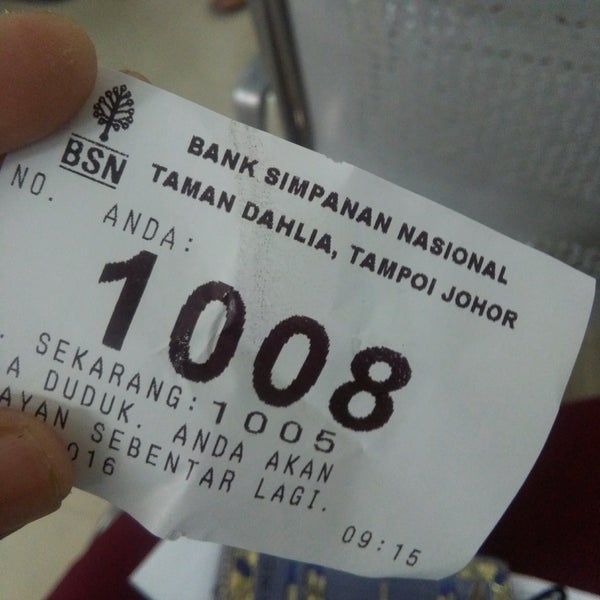 BSN
BANK SIMPANAN NASIONAL
TAMAN DAHLIA, TAMPOI JOHOR
NO. ANDA:
1008
SEKARANG: 1005
DUDUK. ANDA AKAN
SEBENTAR LAGI.
09:15